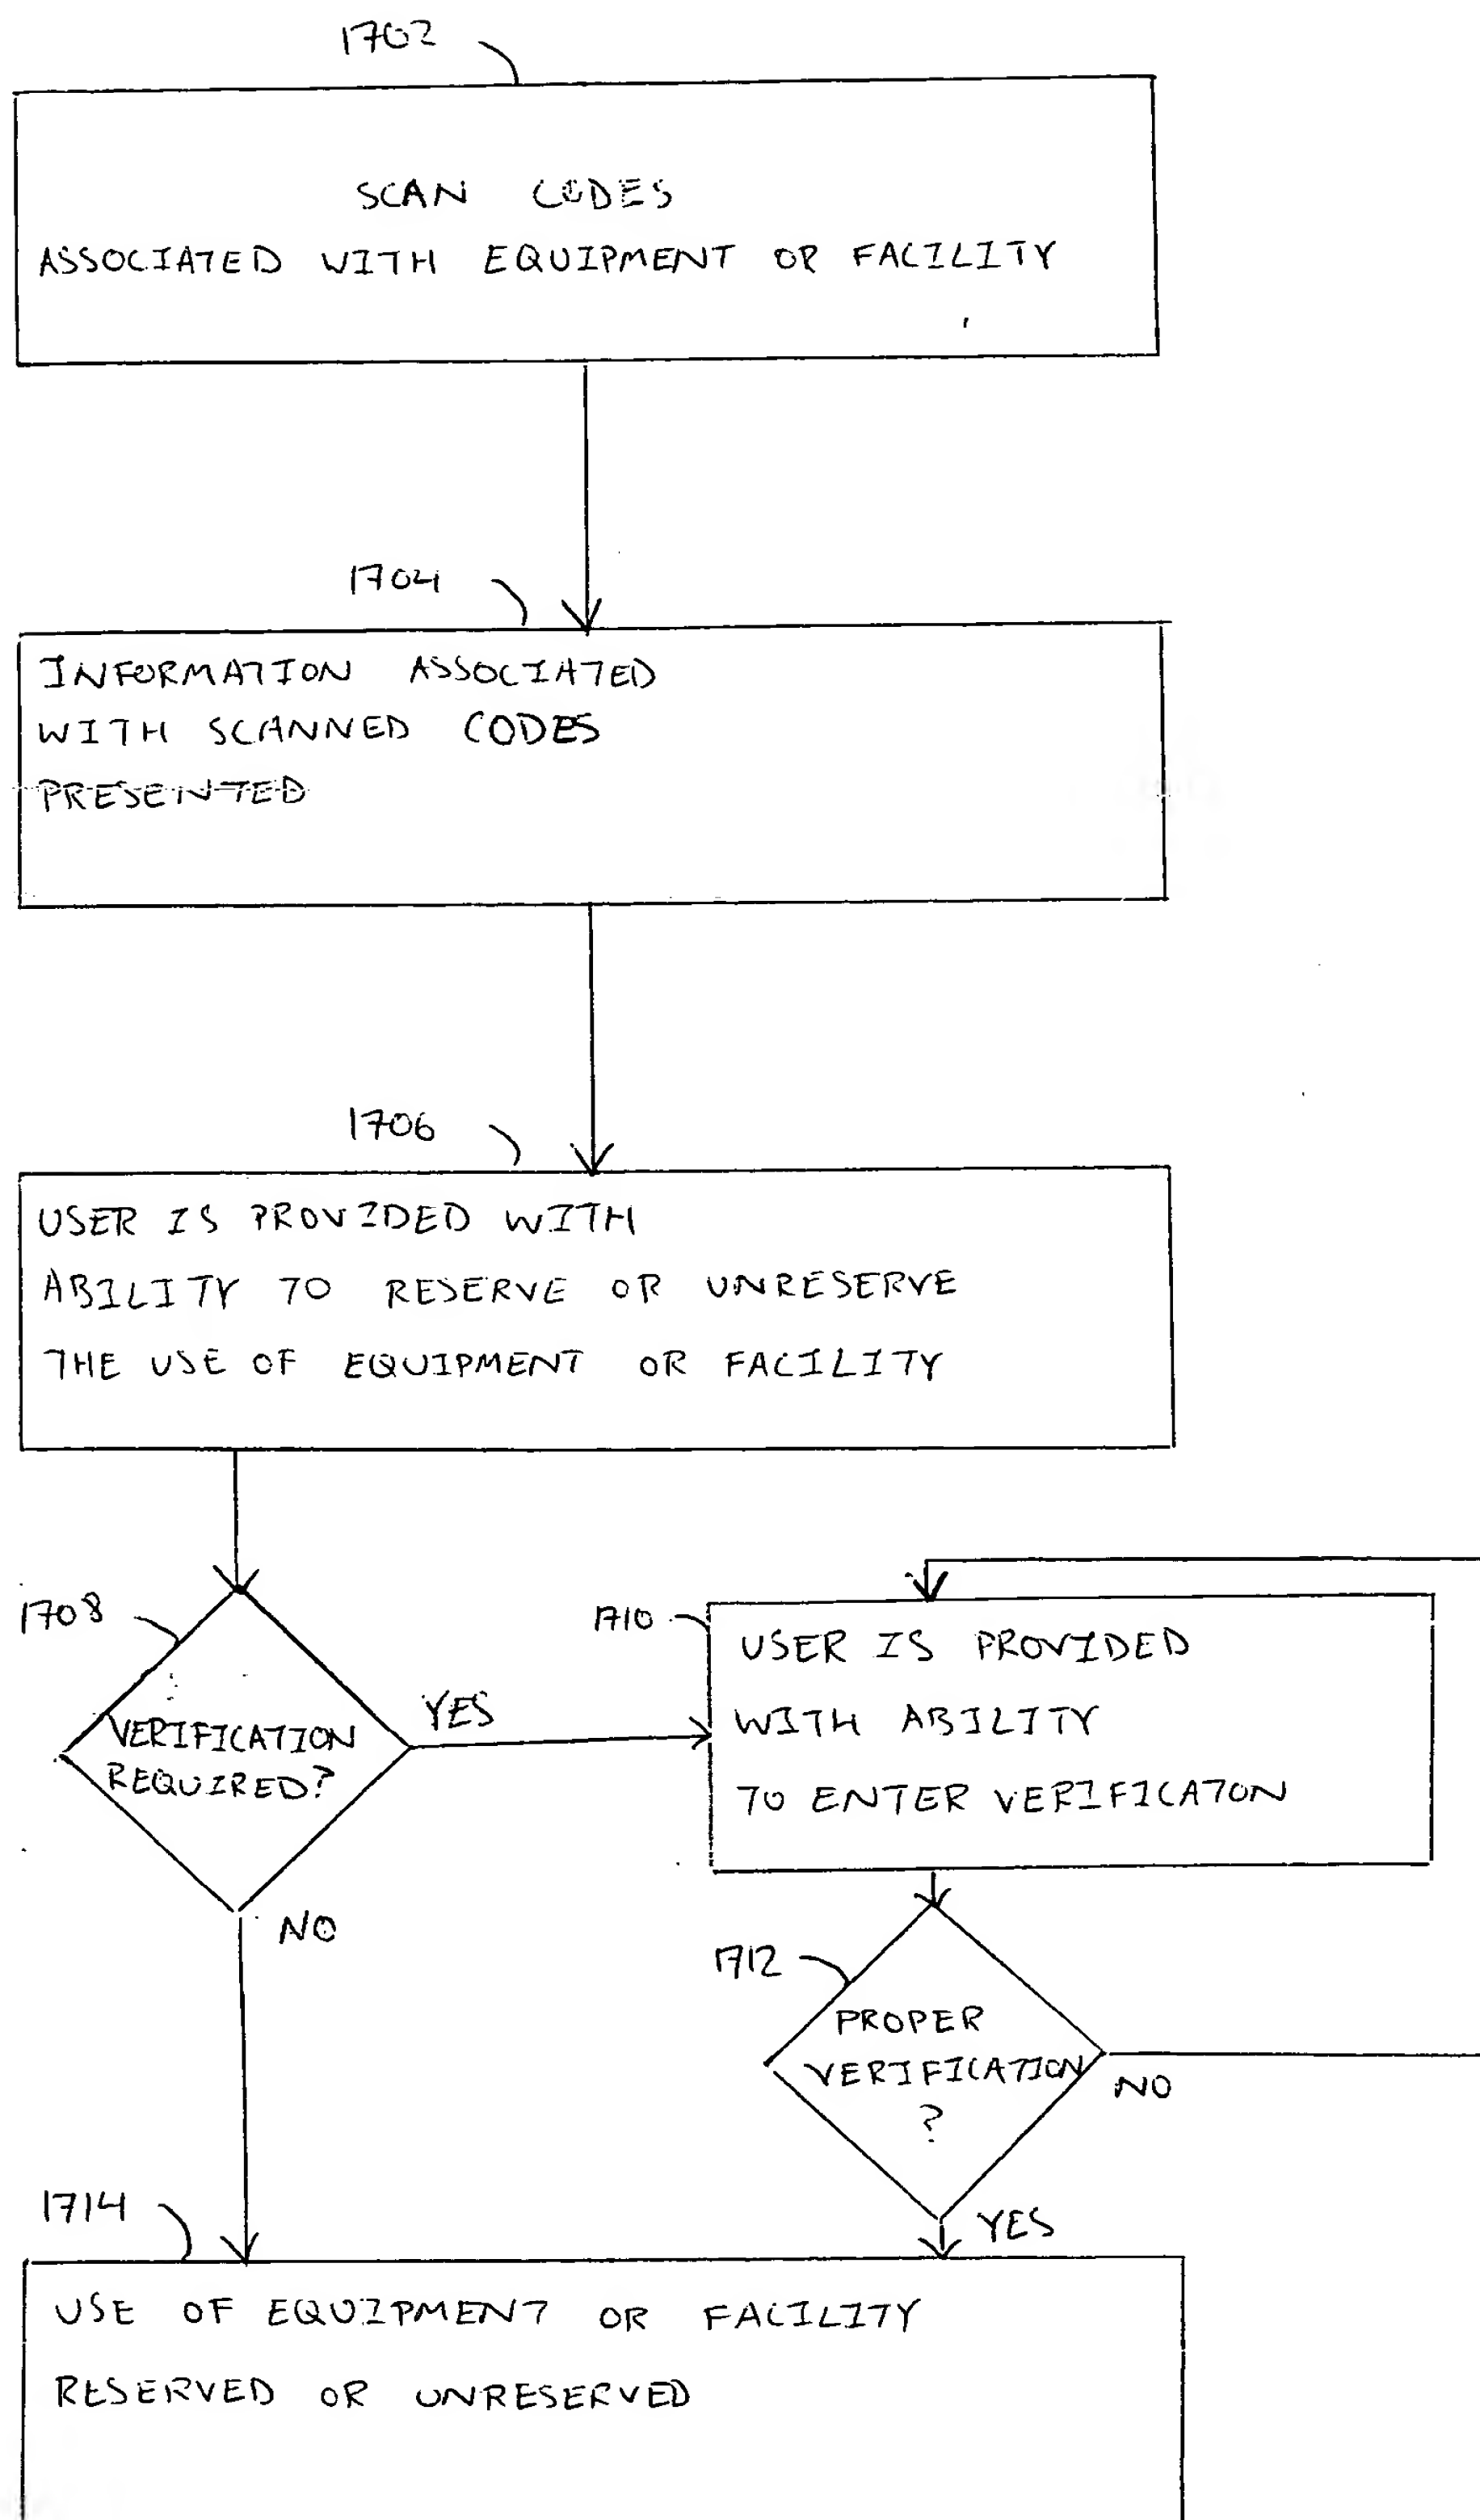 1702
SCAN CODES
ASSOCIATED WITH EQUIPMENT OR FACILITY
1704
INFORMATION ASSOCIATED
WITH SCANNED CODES
PRESENTED
1706
USER IS PROVIDED WITH
ABILITY TO RESERVE OR UNRESERVE
THE USE OF EQUIPMENT OR FACILITY
1708
VERIFICATION
REQUIRED?
YES
NO
1710
USER IS PROVIDED
WITH ABILITY
TO ENTER VERIFICATON
1712
PROPER
VERIFICATION
?
NO
YES
1714
USE OF EQUIPMENT OR FACILITY
RESERVED OR UNRESERVED